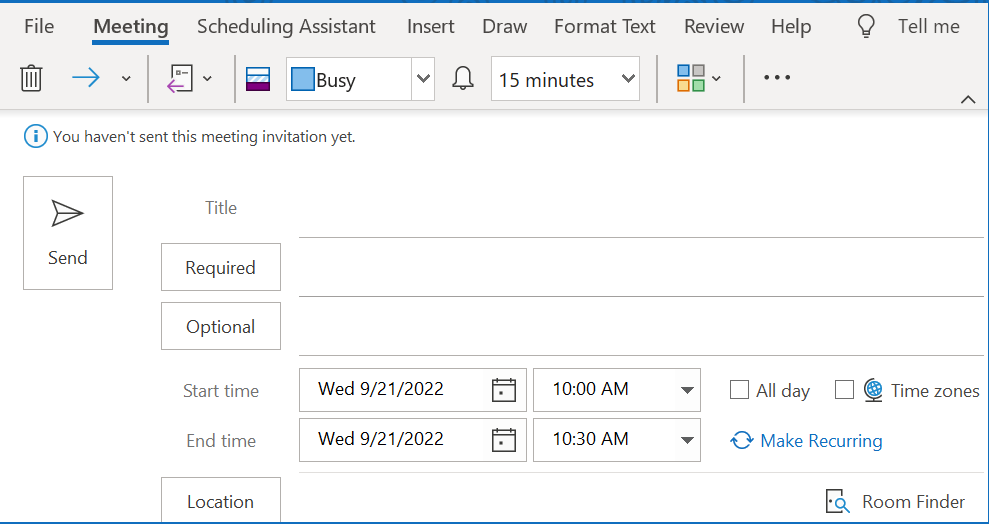 File Meeting Scheduling Assistant Insert Draw Format Text Review Help Tell me
Busy 15 minutes
You haven't sent this meeting invitation yet.
Send
Title
Required
Optional
Start time Wed 9/21/2022 10:00 AM All day Time zones
End time Wed 9/21/2022 10:30 AM Make Recurring
Location Room Finder